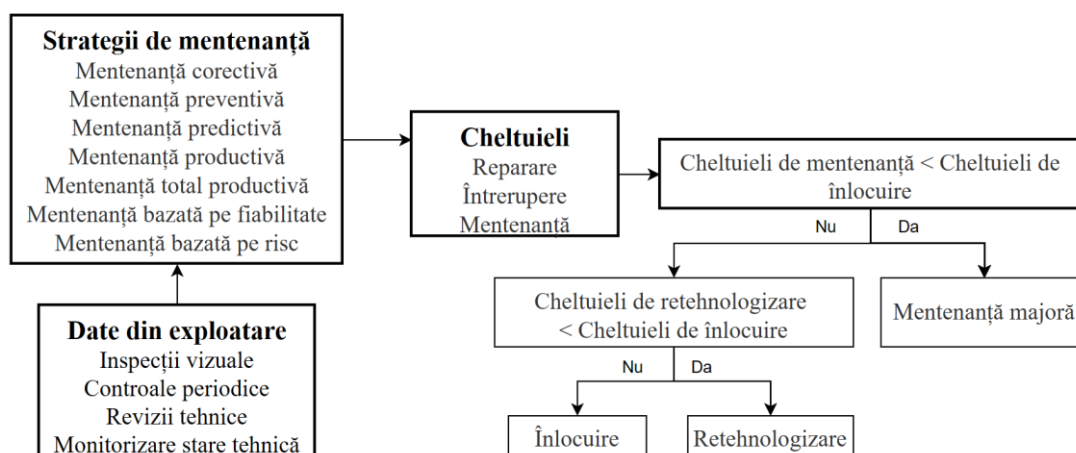 Strategii de mentenanță
Mentenanță corectivă
Mentenanță preventivă
Mentenanță predictivă
Mentenanță productivă
Mentenanță total productivă
Mentenanță bazată pe fiabilitate
Mentenanță bazată pe risc
Date din exploatare
Inspecții vizuale
Controale periodice
Revizii tehnice
Monitorizare stare tehnică
Cheltuieli
Reparare
Întrerupere
Mentenanță
Cheltuieli de mentenanță < Cheltuieli de
înlocuire
Nu
Da
Cheltuieli de retehnologizare
< Cheltuieli de înlocuire
Mentenanță majoră
Nu
Da
Înlocuire
Retehnologizare